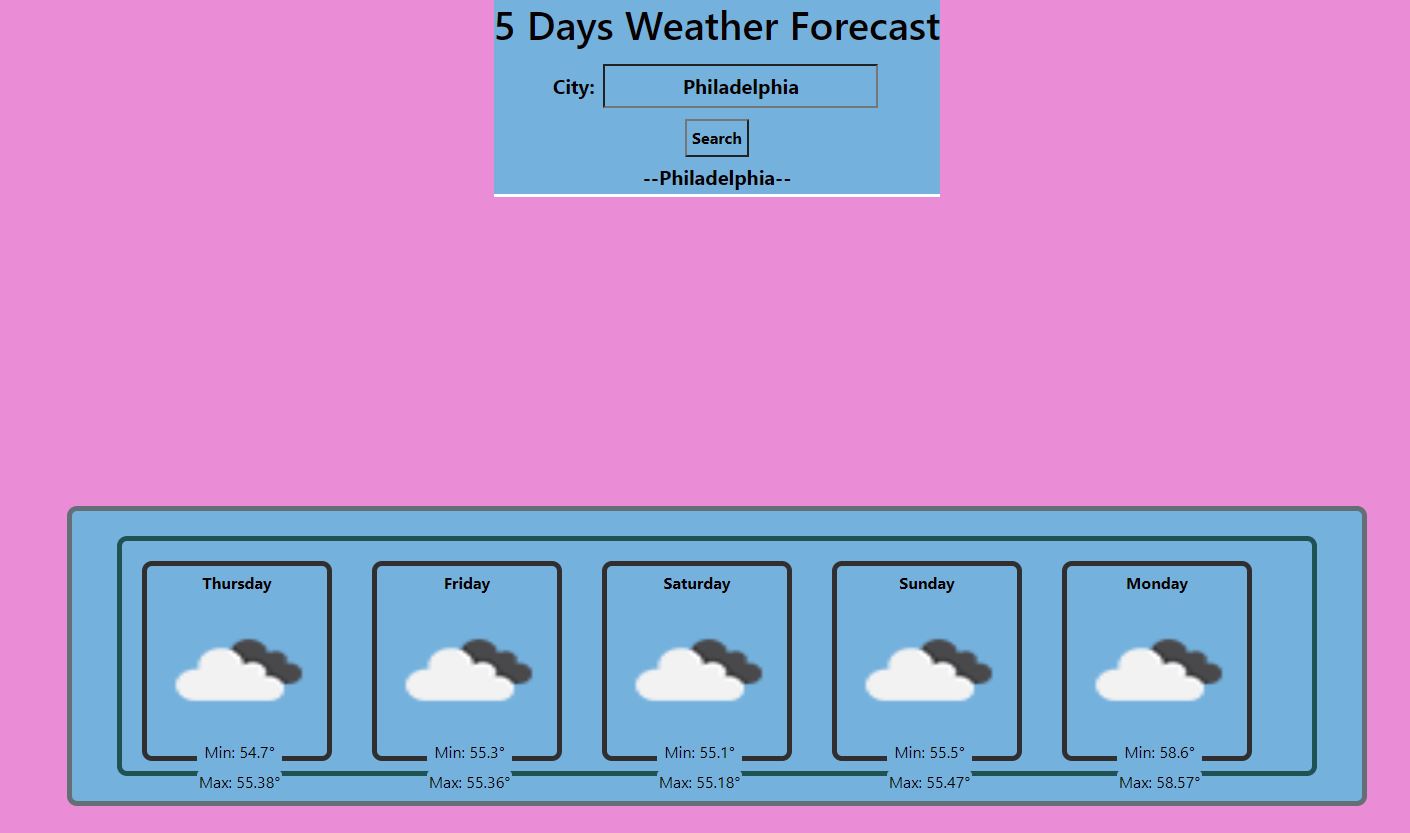 5 Days Weather Forecast
City: Philadelphia
Search
--Philadelphia--
Thursday Friday Saturday Sunday Monday
Min: 54.7° Min: 55.3° Min: 55.1° Min: 55.5° Min: 58.6°
Max: 55.38° Max: 55.36° Max: 55.18° Max: 55.47° Max: 58.57°